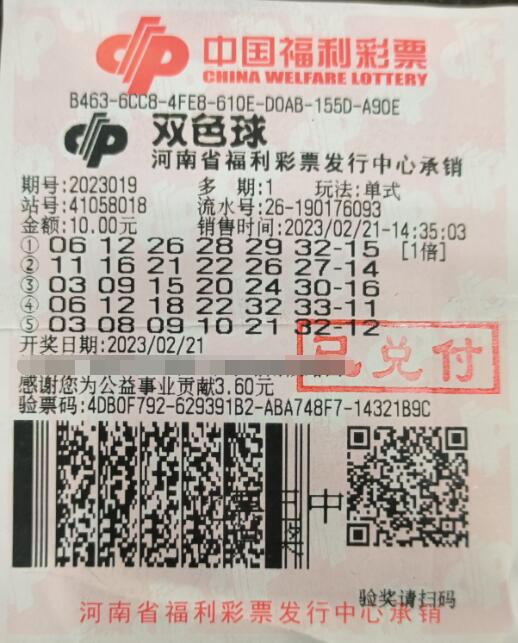 中国福利彩票
CHINA WELFARE LOTTERY
B463-6CC8-4FE8-610E-D0AB-155D-A90E
双色球
河南省福利彩票发行中心承销
期号:2023019 多 期:1 玩法:单式
站号:41058018 流水号:26-190176093
金额:10.00元 销售时间:2023/02/21-14:35:03
① 06 12 26 28 29 32-15 [1倍]
② 11 16 21 22 26 27-14
③ 03 09 15 20 24 30-16
④ 06 12 18 22 32 33-11
⑤ 03 08 09 10 21 32-12
开奖日期:2023/02/21
已兑付
感谢您为公益事业贡献3.60元
验票码:4DB0F792-629391B2-ABA748F7-14321B9C
中
验奖请扫码
河南省福利彩票发行中心承销